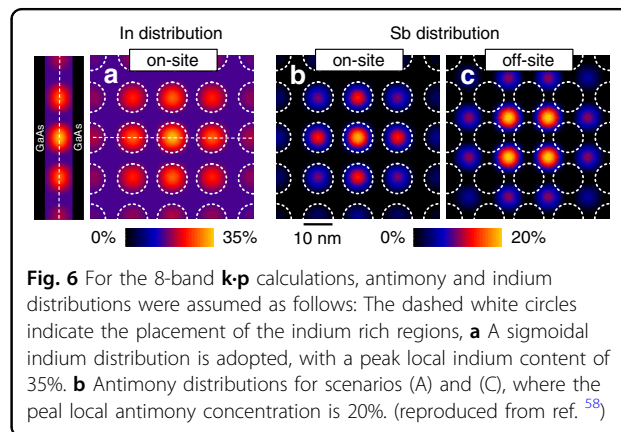 In distribution
Sb distribution
on-site
on-site
off-site
a
b
c
GaAs
GaAs
0%
35%
10 nm
0%
20%
Fig. 6 For the 8-band k·p calculations, antimony and indium
distributions were assumed as follows: The dashed white circles
indicate the placement of the indium rich regions, a A sigmoidal
indium distribution is adopted, with a peak local indium content of
35%. b Antimony distributions for scenarios (A) and (C), where the
peal local antimony concentration is 20%. (reproduced from ref. 58)